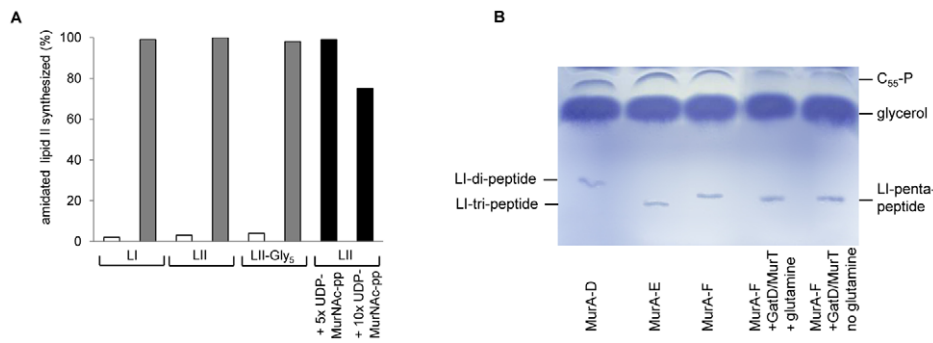 A
amidated lipid II synthesized (%)
100
80
60
40
20
0
LI
LII
LII-Gly₅
LII
+ 5x UDP-
MurNAc-pp
+ 10x UDP-
MurNAc-pp
B
C₅₅-P
glycerol
LI-di-peptide
LI-tri-peptide
LI-penta-
peptide
MurA-D
MurA-E
MurA-F
MurA-F
+GatD/MurT
+ glutamine
MurA-F
+GatD/MurT
no glutamine